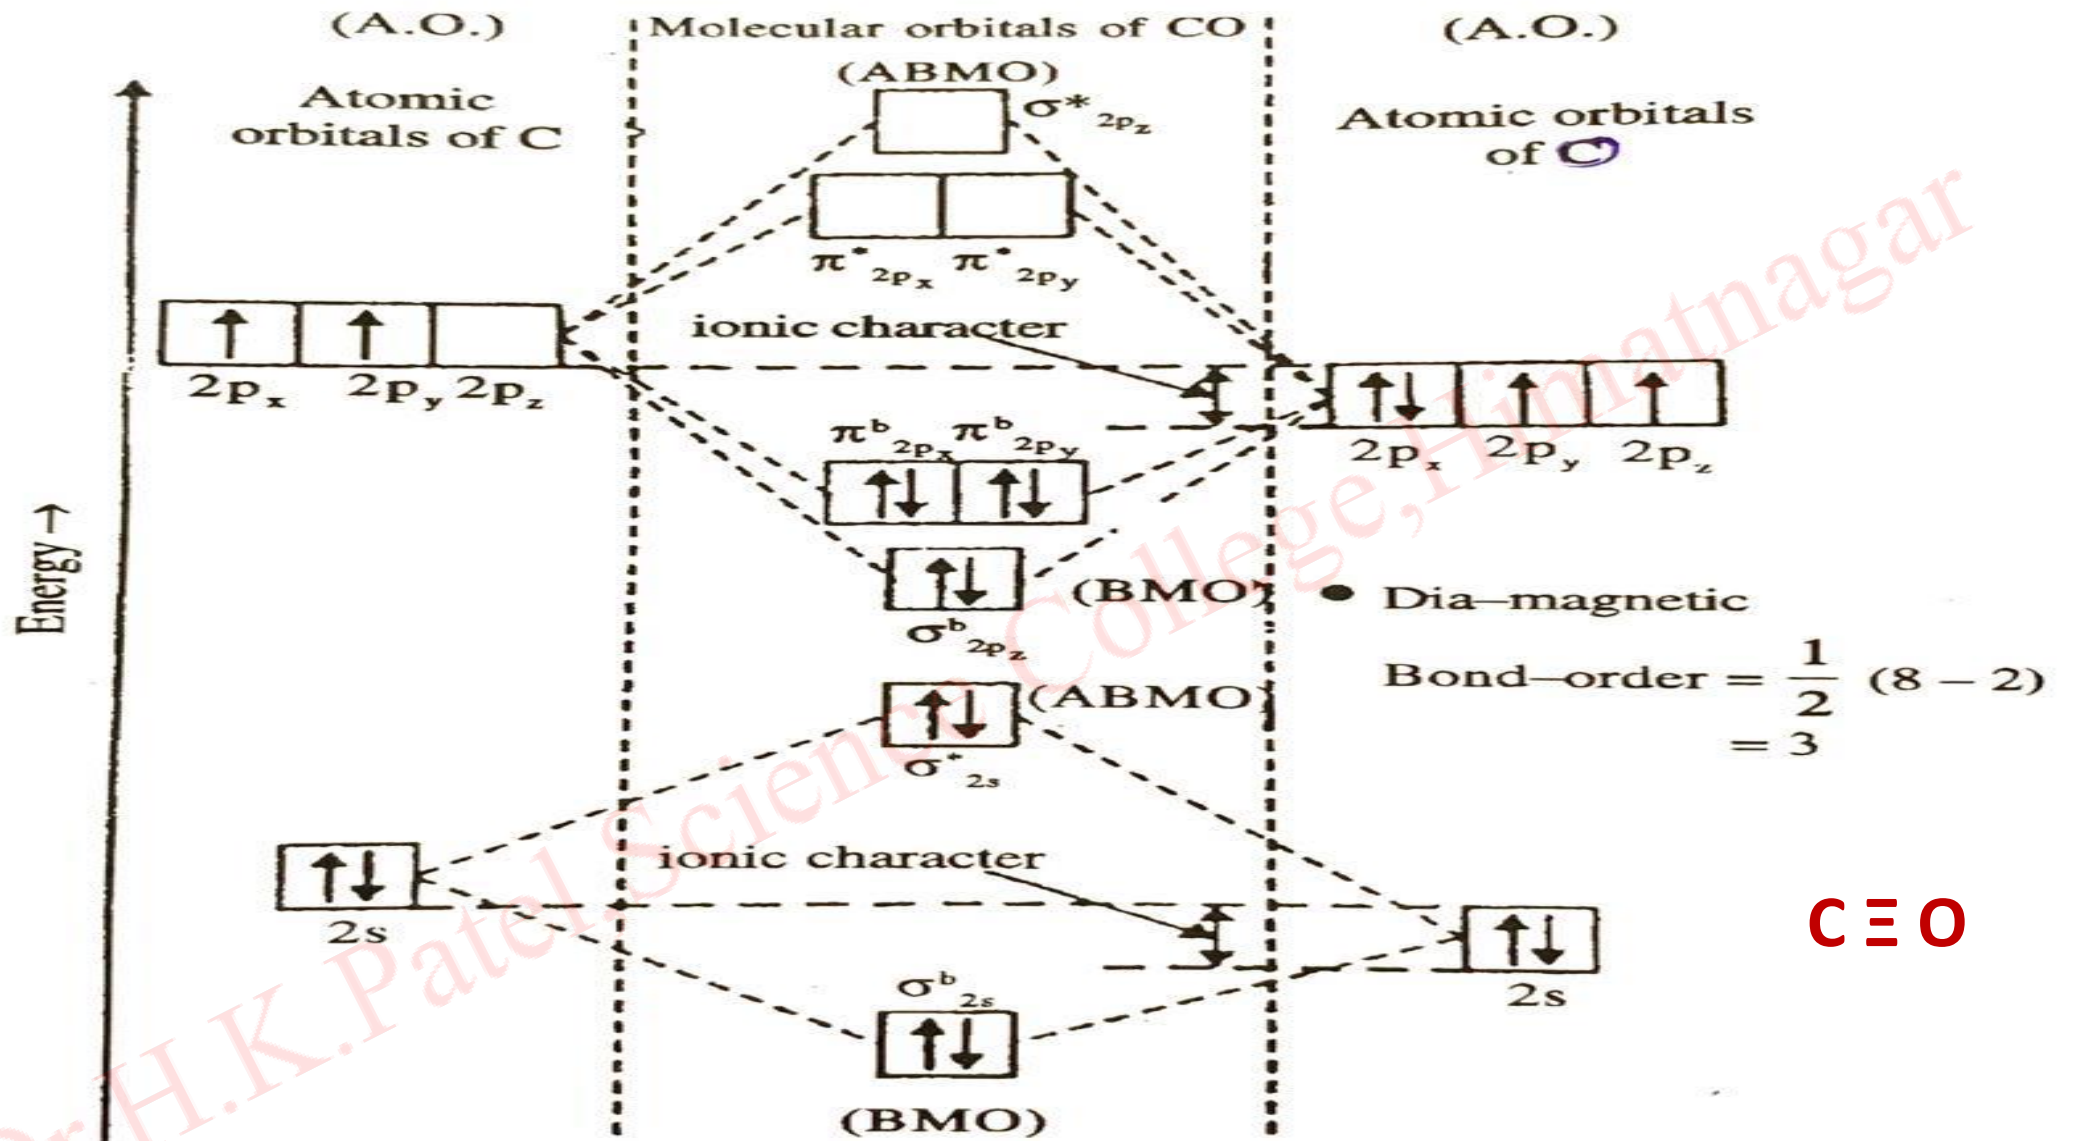 (A.O.)
Molecular orbitals of CO
(A.O.)
(ABMO)
Atomic
orbitals of C
σ*2pz
Atomic orbitals
of O
π*2px π*2py
ionic character
2px 2py 2pz
πb2px πb2py
2px 2py 2pz
Energy→
(BMO)
σb2pz
• Dia–magnetic
Bond–order = 1/2 (8 – 2)
= 3
(ABMO)
σ*2s
ionic character
2s
C Ξ O
σb2s
2s
(BMO)
Dr.H.K.Patel.Science College,Himatnagar